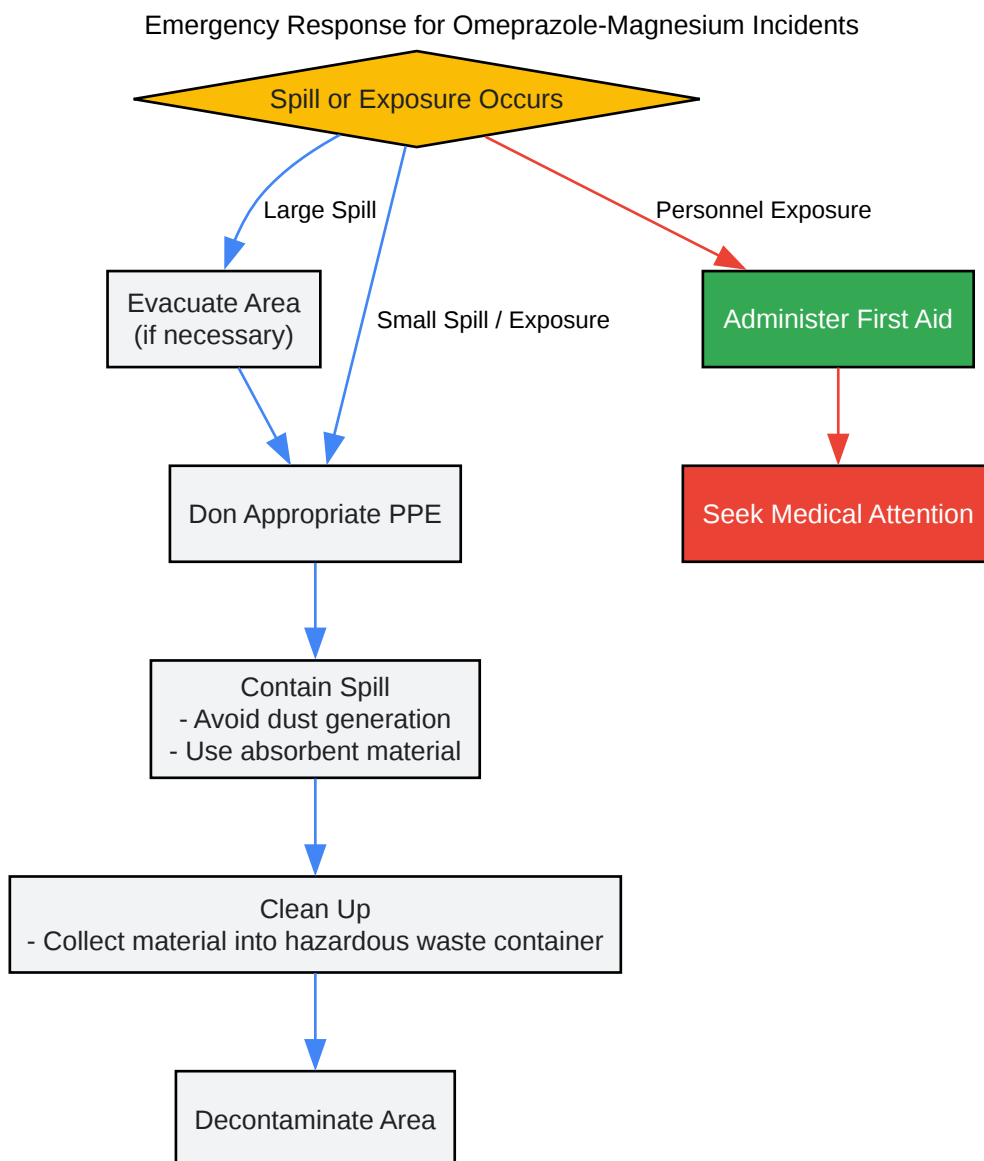 Emergency Response for Omeprazole-Magnesium Incidents
Spill or Exposure Occurs
Large Spill
Personnel Exposure
Evacuate Area
(if necessary)
Small Spill / Exposure
Administer First Aid
Don Appropriate PPE
Seek Medical Attention
Contain Spill
- Avoid dust generation
- Use absorbent material
Clean Up
- Collect material into hazardous waste container
Decontaminate Area